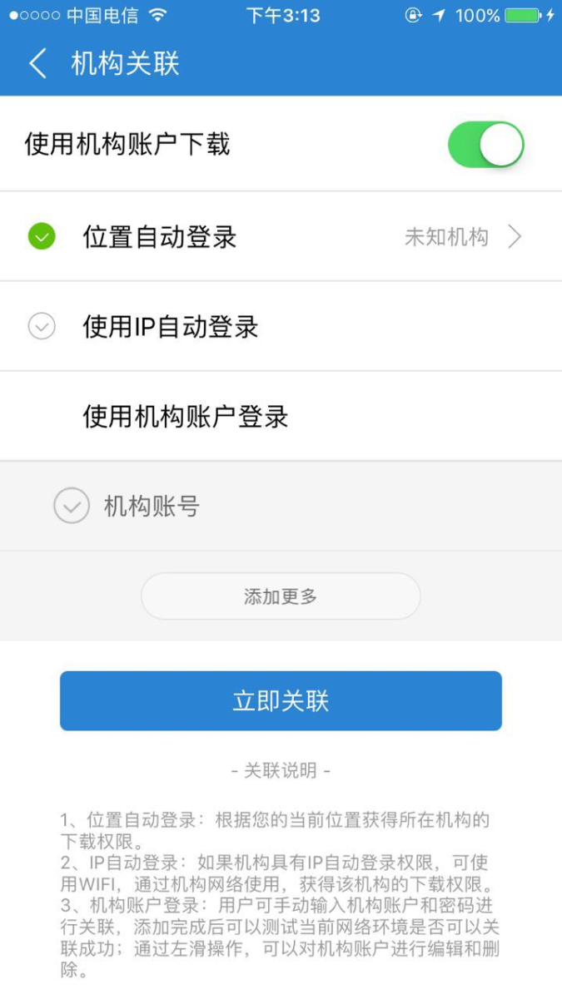 中国电信 下午3:13 100%
机构关联
使用机构账户下载
位置自动登录 未知机构
使用IP自动登录
使用机构账户登录
机构账号
添加更多
立即关联
- 关联说明 -
1、位置自动登录：根据您的当前位置获得所在机构的
下载权限。
2、IP自动登录：如果机构具有IP自动登录权限，可使
用WIFI，通过机构网络使用，获得该机构的下载权限。
3、机构账户登录：用户可手动输入机构账户和密码进
行关联，添加完成后可以测试当前网络环境是否可以关
联成功；通过左滑操作，可以对机构账户进行编辑和删
除。